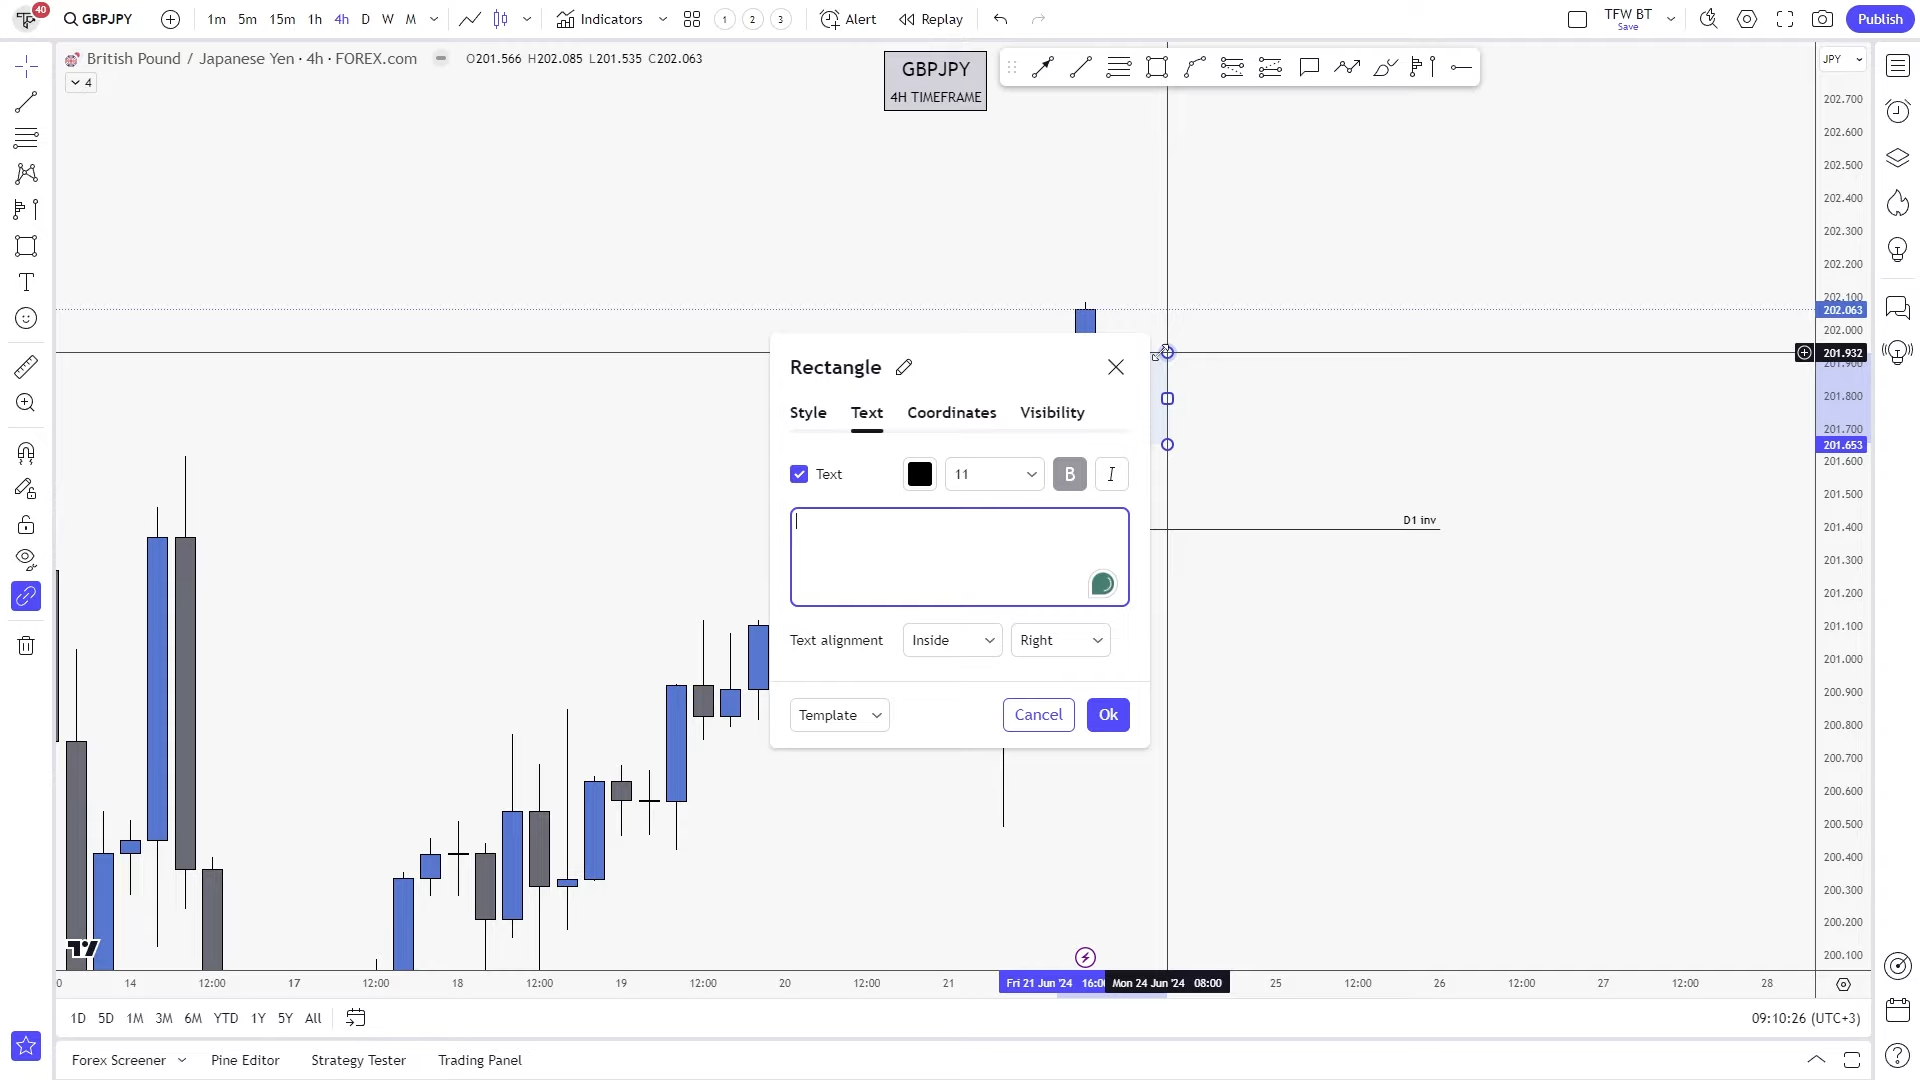 40
GBPJPY
1m 5m 15m 1h 4h D W M
Indicators
1 2 3
Alert
Replay
TFW BT
Save
Publish
British Pound / Japanese Yen · 4h · FOREX.com
O201.566 H202.085 L201.535 C202.063
4
GBPJPY
4H TIMEFRAME
JPY
202.700
202.600
202.500
202.400
202.300
202.200
202.100
202.063
202.000
201.932
201.900
201.800
201.700
201.653
201.600
201.500
201.400
201.300
201.200
201.100
201.000
200.900
200.800
200.700
200.600
200.500
200.400
200.300
200.200
200.100
Rectangle
Style Text Coordinates Visibility
Text
11
B I
Text alignment
Inside
Right
Template
Cancel
Ok
D1 inv
0 14 12:00 17 12:00 18 12:00 19 12:00 20 12:00 21 Fri 21 Jun '24 16:00 Mon 24 Jun '24 08:00 25 12:00 26 12:00 27 12:00 28
1D 5D 1M 3M 6M YTD 1Y 5Y All
09:10:26 (UTC+3)
Forex Screener
Pine Editor
Strategy Tester
Trading Panel